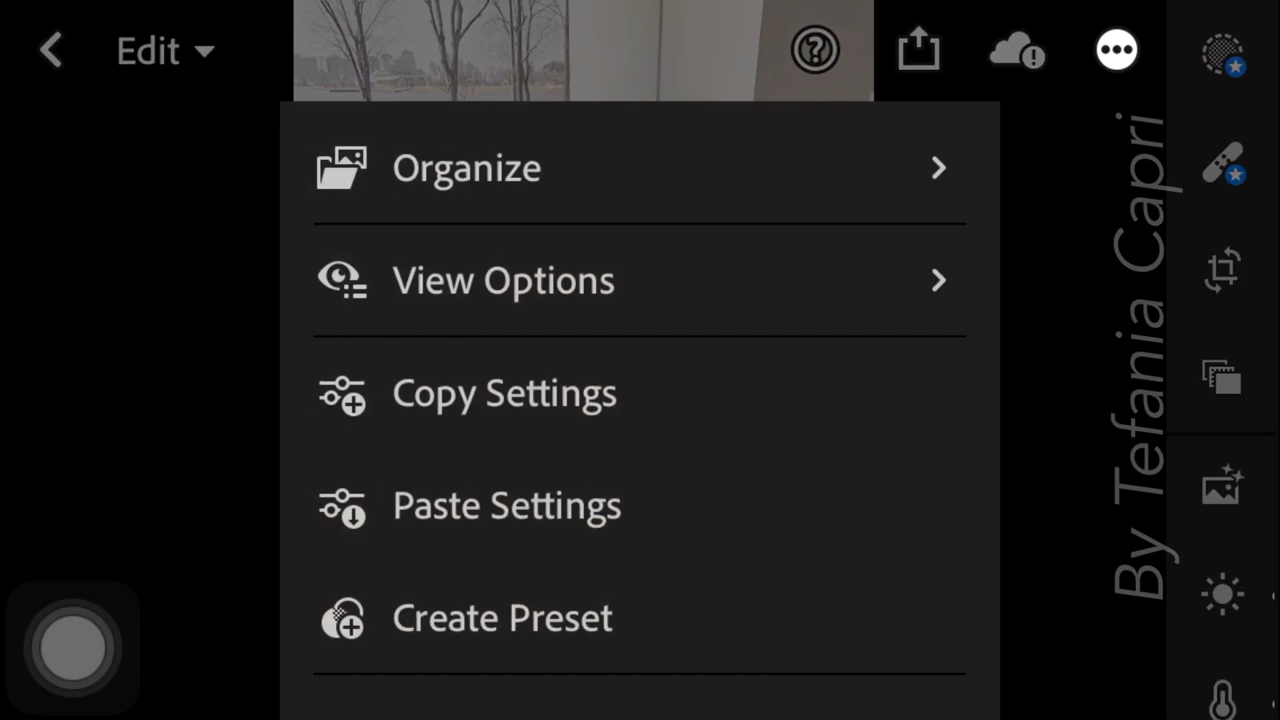 Edit
Organize
View Options
Copy Settings
Paste Settings
Create Preset
By Tefania Capri